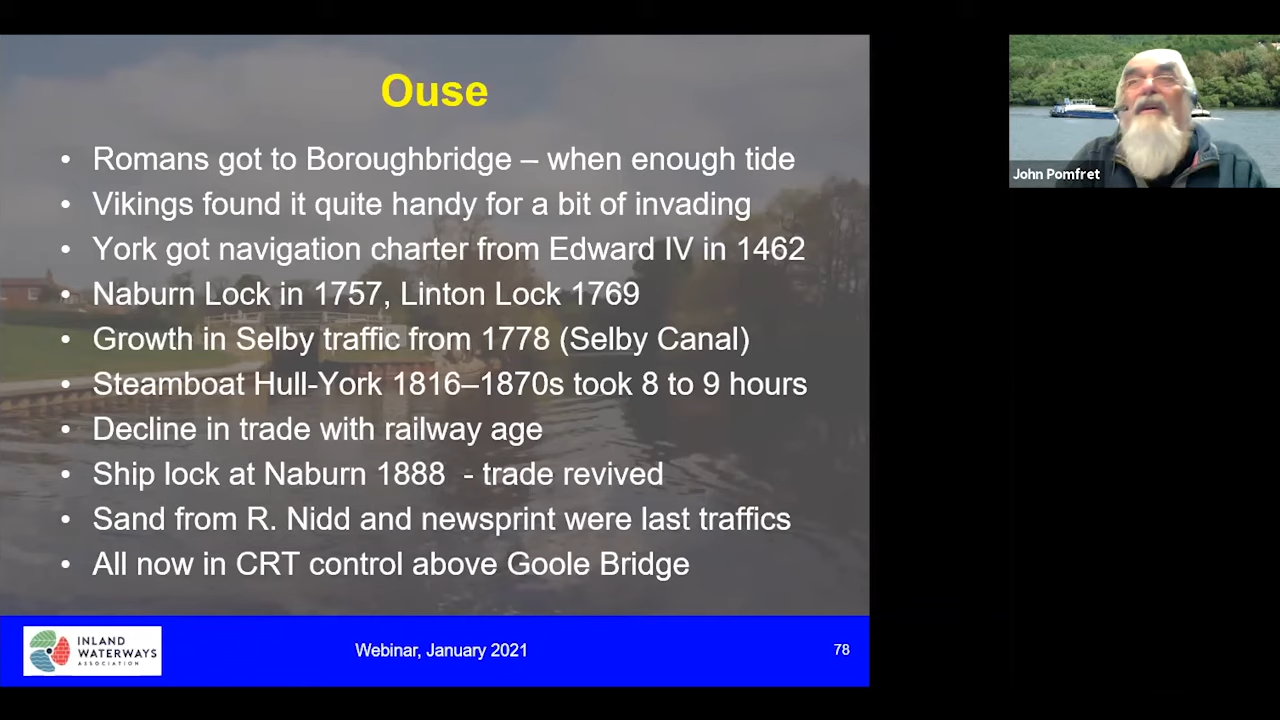 Ouse
• Romans got to Boroughbridge – when enough tide
• Vikings found it quite handy for a bit of invading
• York got navigation charter from Edward IV in 1462
• Naburn Lock in 1757, Linton Lock 1769
• Growth in Selby traffic from 1778 (Selby Canal)
• Steamboat Hull-York 1816–1870s took 8 to 9 hours
• Decline in trade with railway age
• Ship lock at Naburn 1888 - trade revived
• Sand from R. Nidd and newsprint were last traffics
• All now in CRT control above Goole Bridge
INLAND
WATERWAYS
ASSOCIATION
Webinar, January 2021
78
John Pomfret